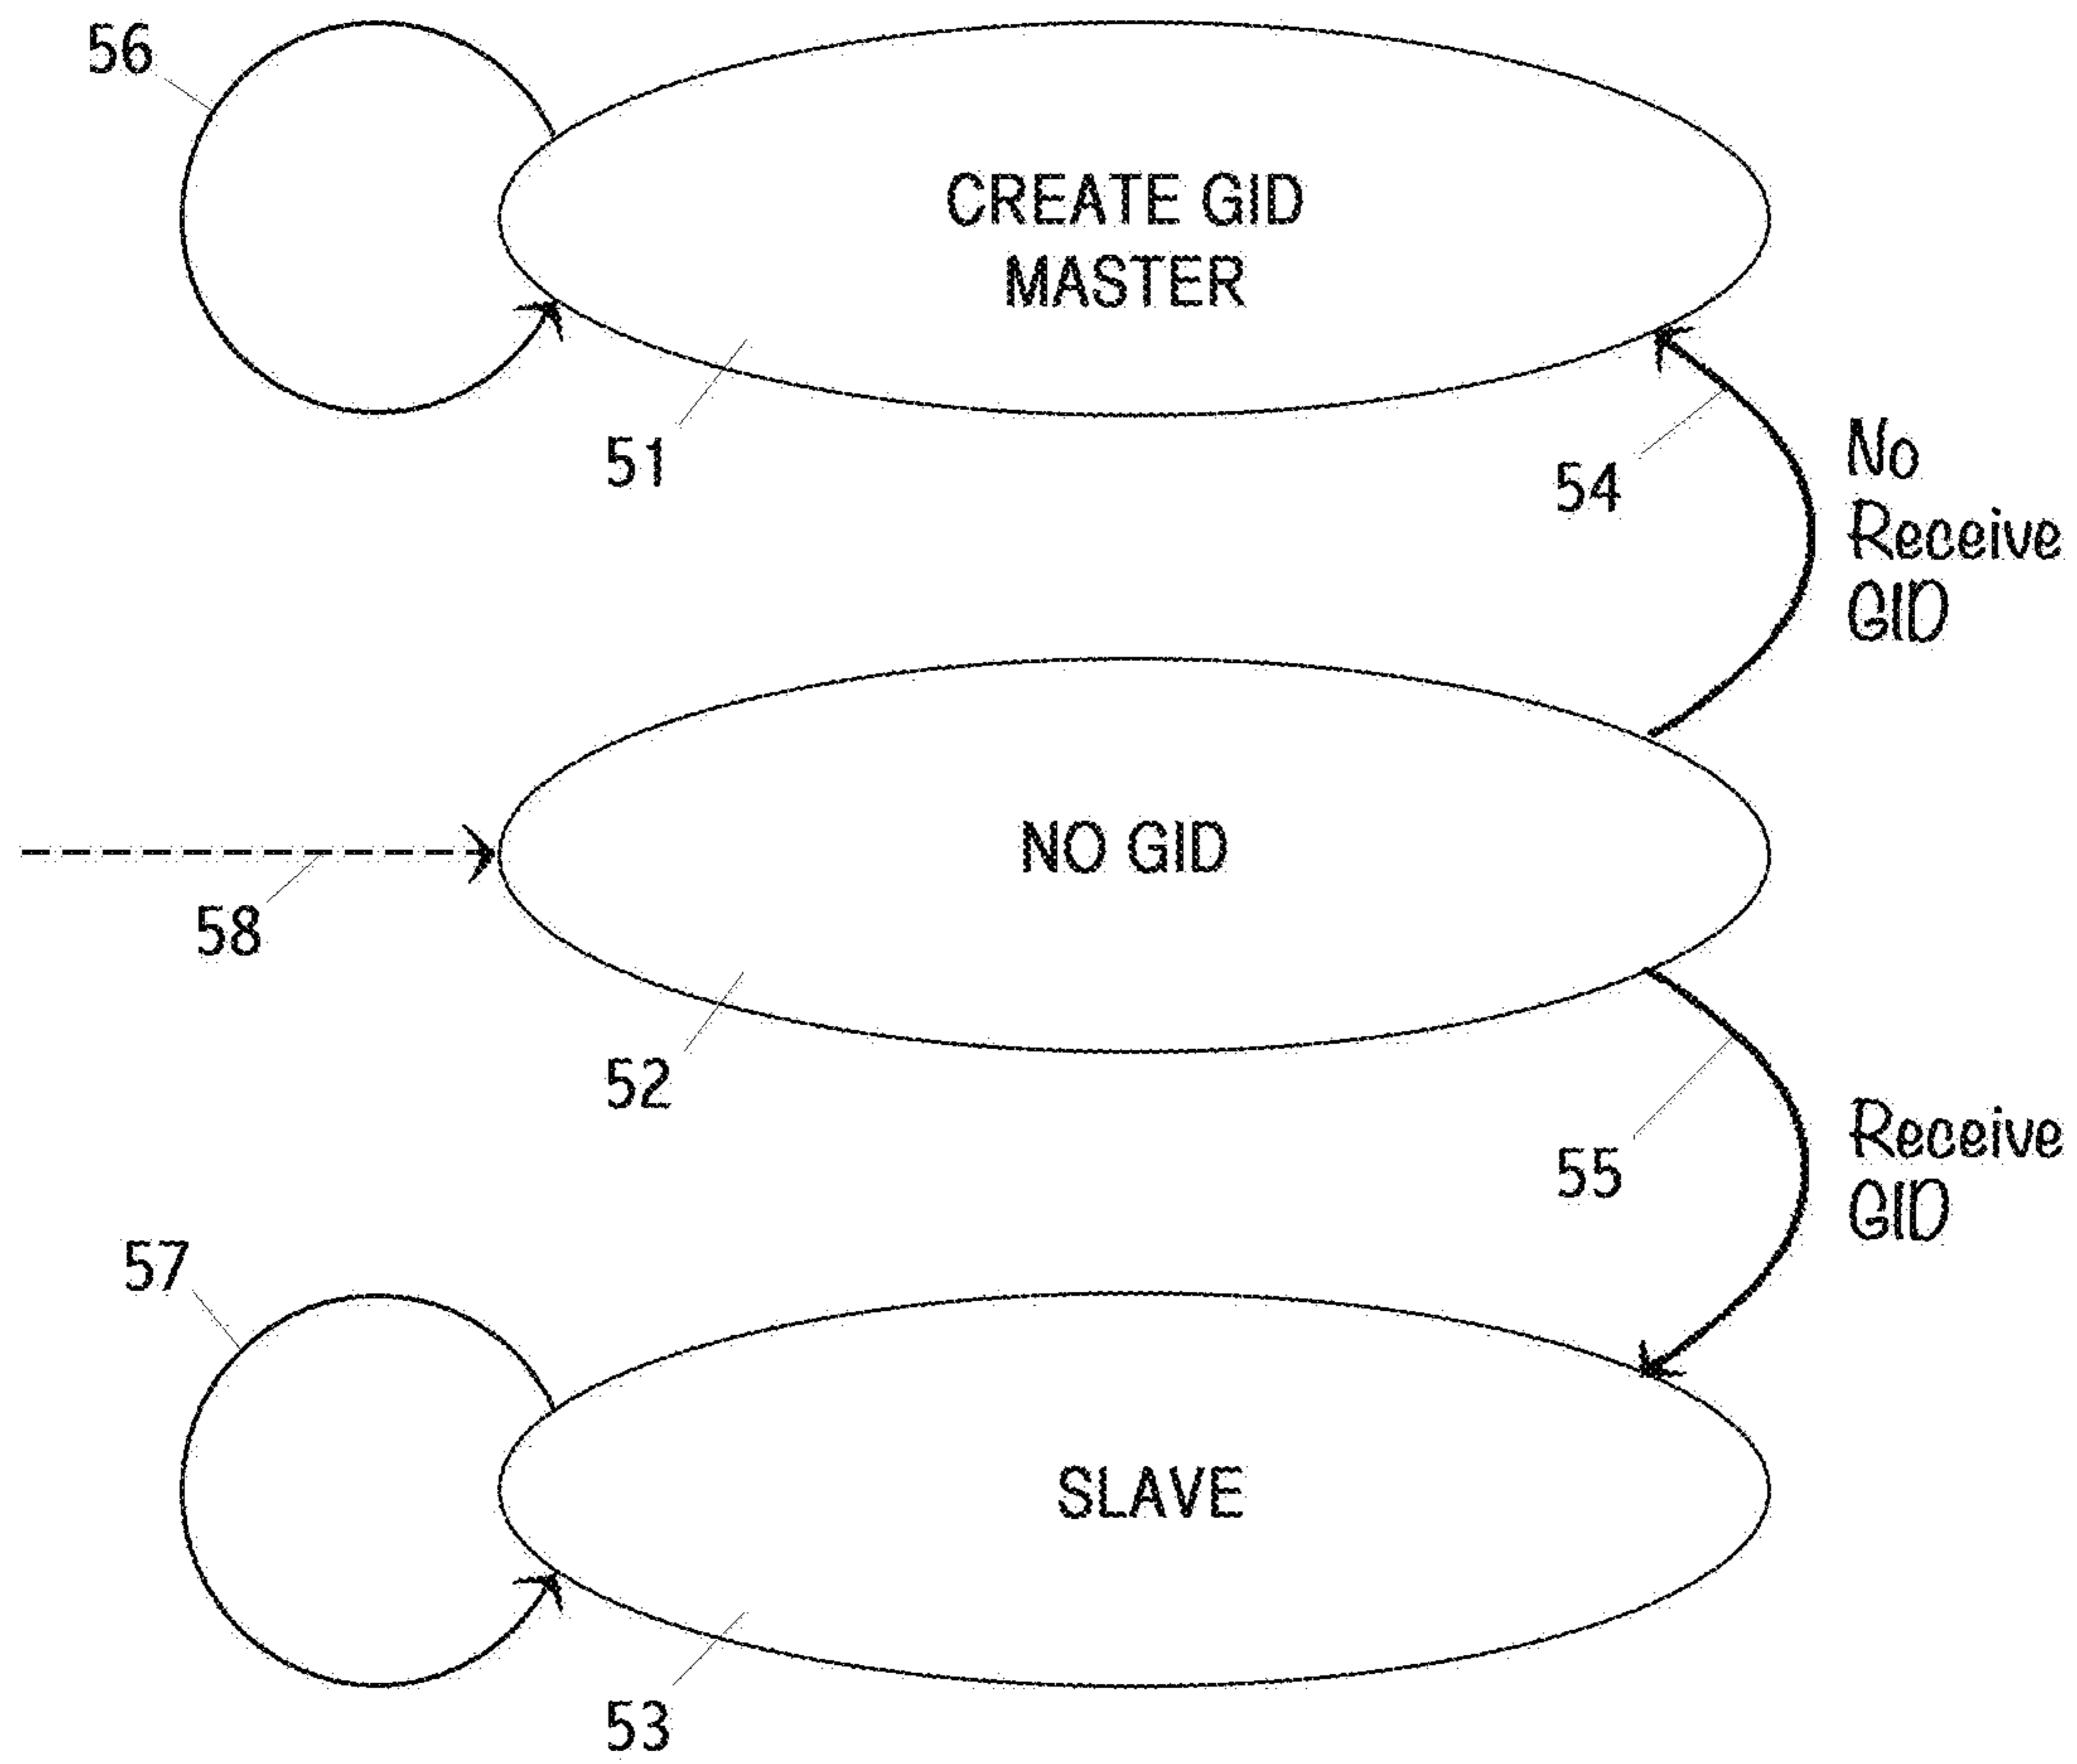 56
CREATE GID
MASTER
51
54
No
Receive
GID
NO GID
58
52
55
Receive
GID
57
SLAVE
53